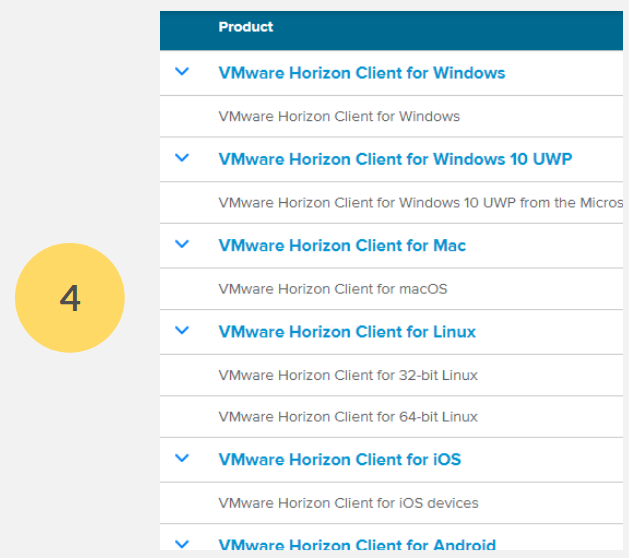 Product
VMware Horizon Client for Windows
VMware Horizon Client for Windows
VMware Horizon Client for Windows 10 UWP
VMware Horizon Client for Windows 10 UWP from the Micros
VMware Horizon Client for Mac
4
VMware Horizon Client for macOS
VMware Horizon Client for Linux
VMware Horizon Client for 32-bit Linux
VMware Horizon Client for 64-bit Linux
VMware Horizon Client for iOS
VMware Horizon Client for iOS devices
VMware Horizon Client for Android